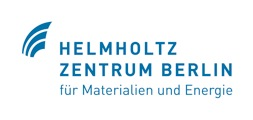 HELMHOLTZ
ZENTRUM BERLIN
für Materialien und Energie